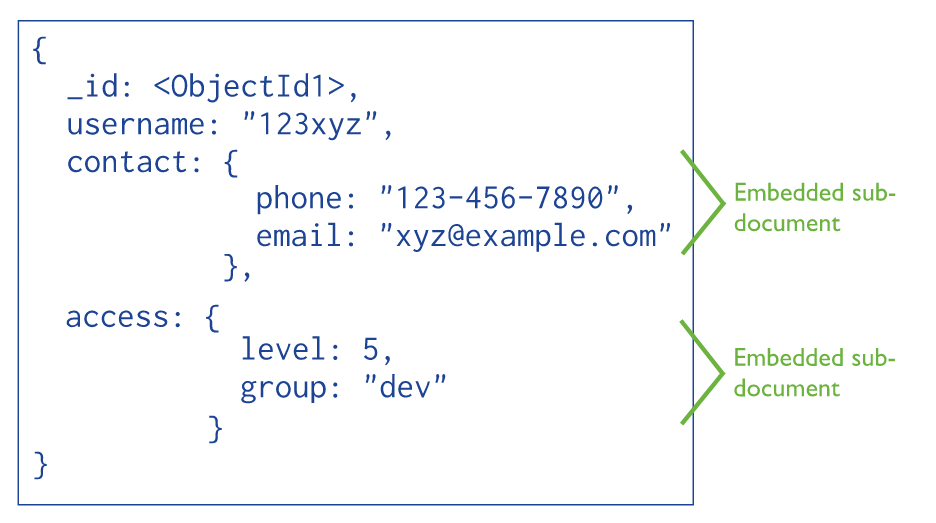 {
_id: <ObjectId1>,
username: "123xyz",
contact: {
phone: "123-456-7890",
email: "xyz@example.com"
},
access: {
level: 5,
group: "dev"
}
}
Embedded sub-
document
Embedded sub-
document